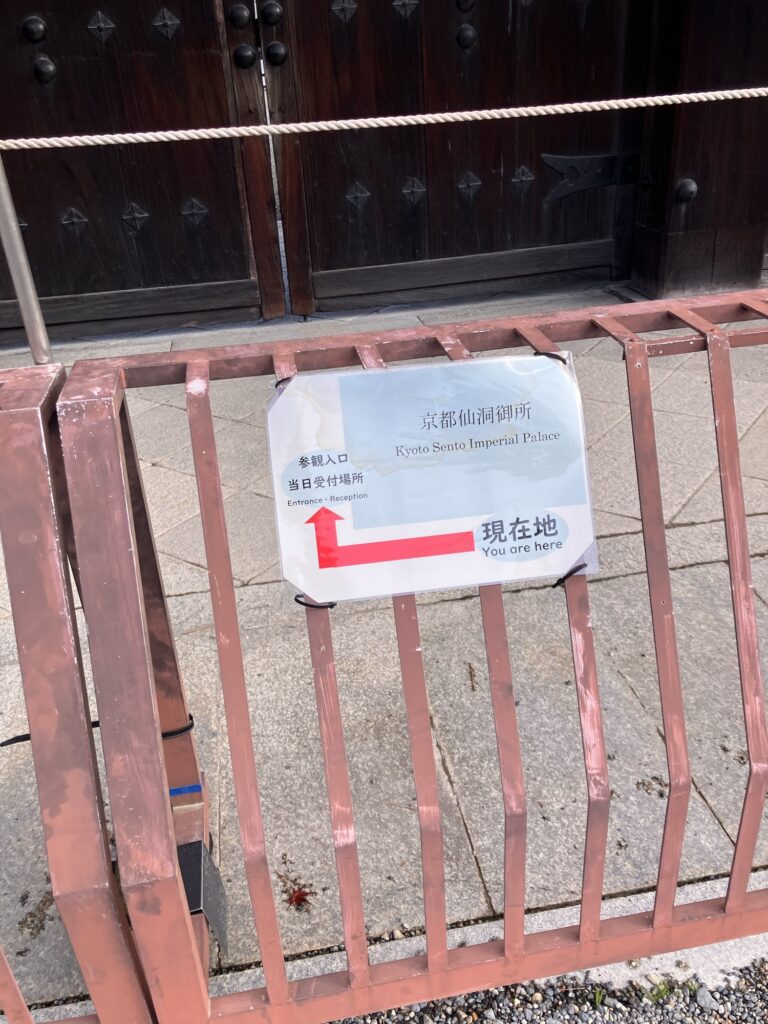 京都仙洞御所
Kyoto Sento Imperial Palace
参観入口
当日受付場所
Entrance・Reception
現在地
You are here